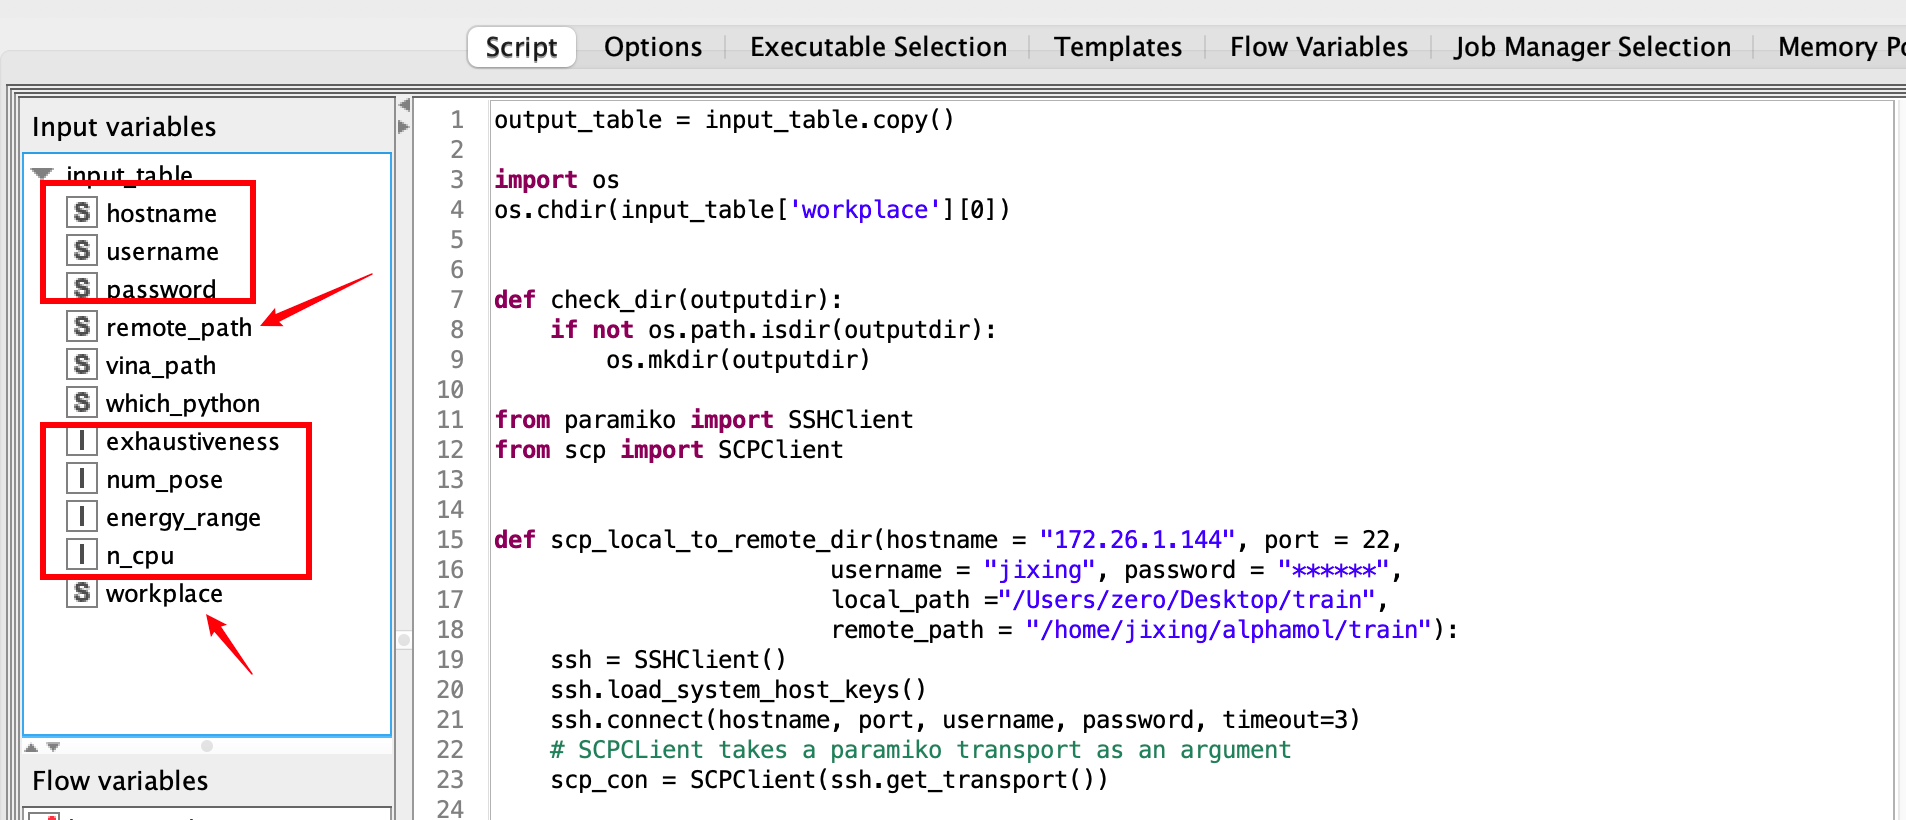 Script Options Executable Selection Templates Flow Variables Job Manager Selection Memory
Input variables
input_table
S hostname
S username
S password
S remote_path
S vina_path
S which_python
I exhaustiveness
I num_pose
I energy_range
I n_cpu
S workplace
Flow variables
1 output_table = input_table.copy()
2
3 import os
4 os.chdir(input_table['workplace'][0])
5
6
7 def check_dir(outputdir):
8     if not os.path.isdir(outputdir):
9         os.mkdir(outputdir)
10
11 from paramiko import SSHClient
12 from scp import SCPClient
13
14
15 def scp_local_to_remote_dir(hostname = "172.26.1.144", port = 22,
16                         username = "jixing", password = "******",
17                         local_path ="/Users/zero/Desktop/train",
18                         remote_path = "/home/jixing/alphamol/train"):
19     ssh = SSHClient()
20     ssh.load_system_host_keys()
21     ssh.connect(hostname, port, username, password, timeout=3)
22     # SCPCLient takes a paramiko transport as an argument
23     scp_con = SCPClient(ssh.get_transport())
24